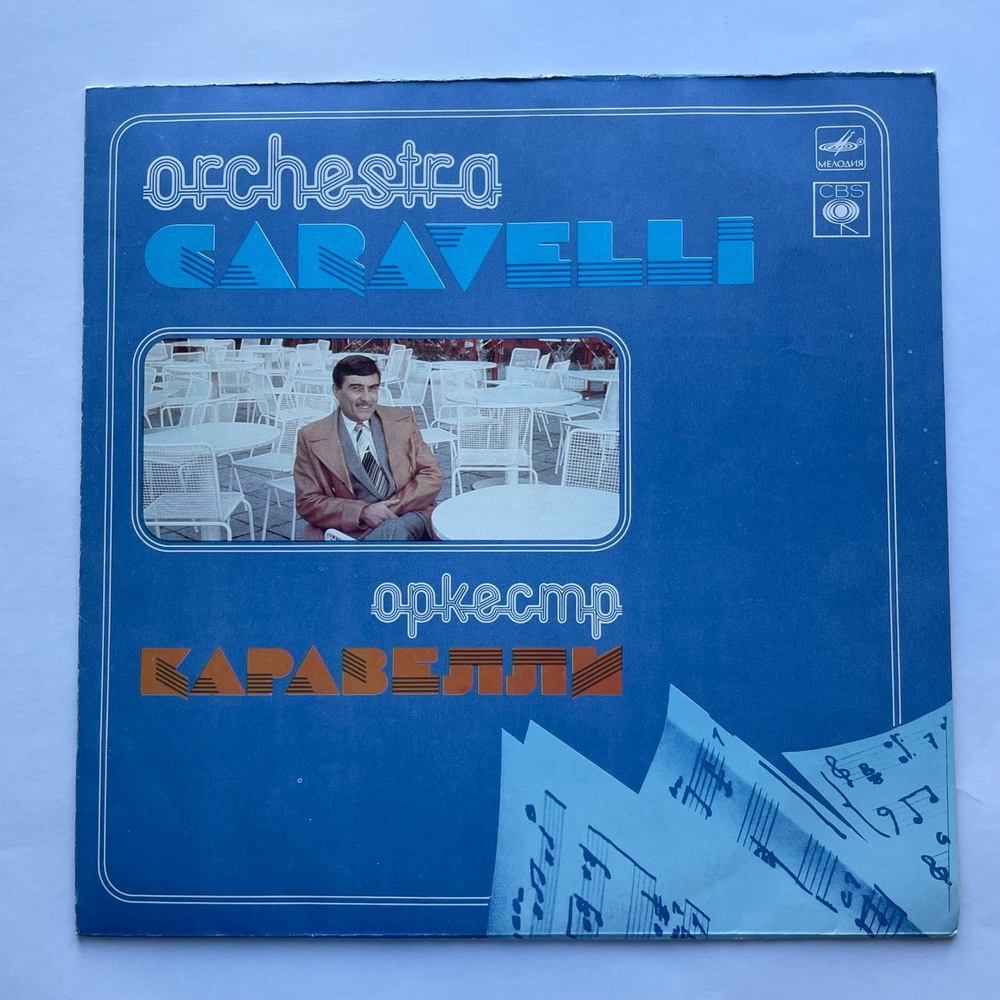 orchestra
CARAVELLI
МЕЛОДИЯ
CBS
оркестр
КАРАВЕЛЛИ